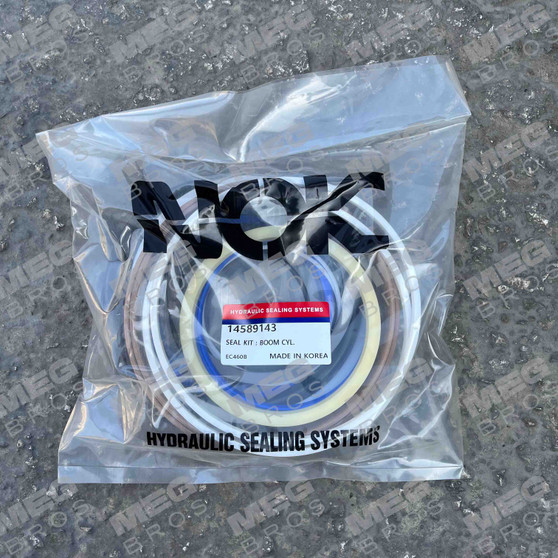 NOK
HYDRAULIC SEALING SYSTEMS
14589143
SEAL KIT : BOOM CYL.
EC460B MADE IN KOREA
HYDRAULIC SEALING SYSTEMS
MEG
BROS